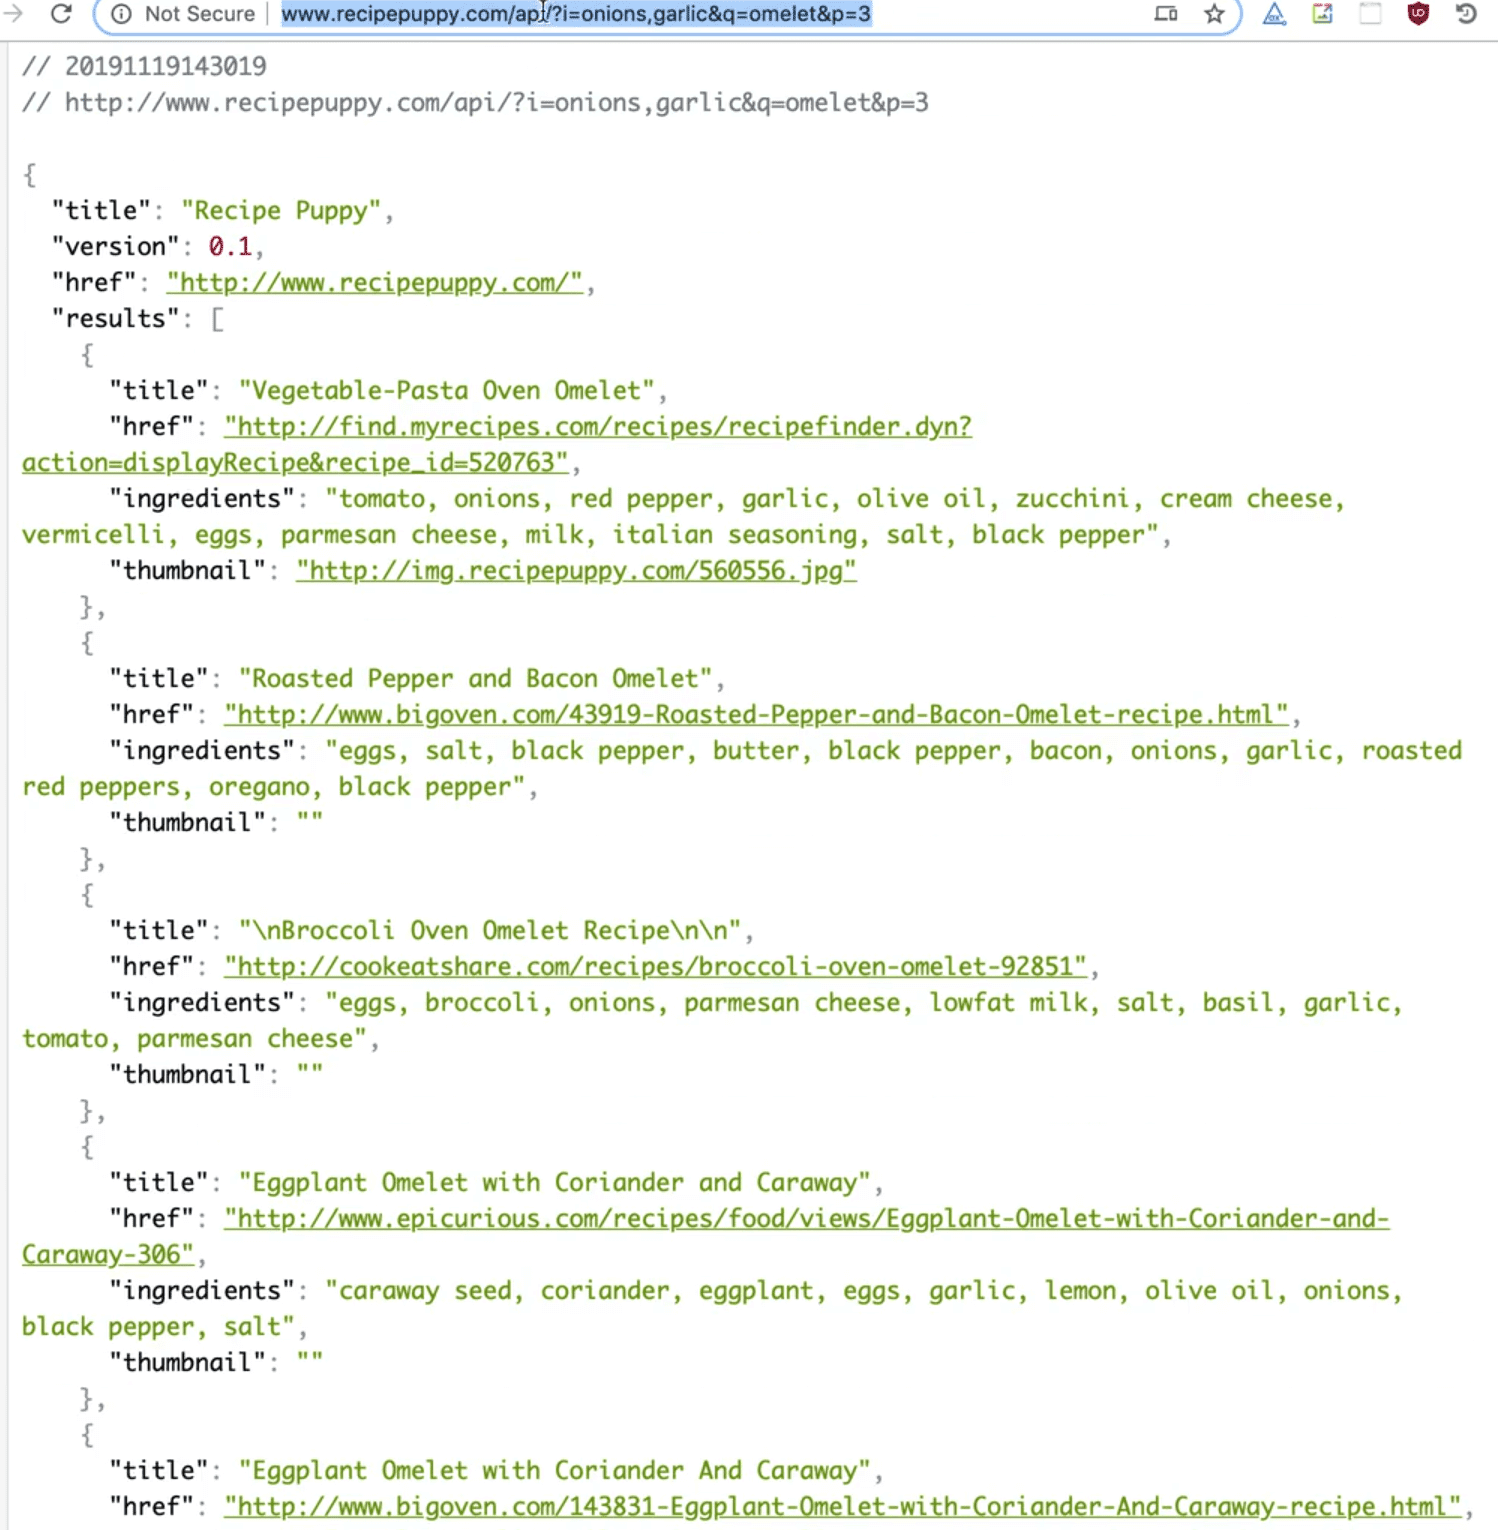 Not Secure | www.recipepuppy.com/api/?i=onions,garlic&q=omelet&p=3
// 20191119143019
// http://www.recipepuppy.com/api/?i=onions,garlic&q=omelet&p=3
{
"title": "Recipe Puppy",
"version": 0.1,
"href": "http://www.recipepuppy.com/",
"results": [
{
"title": "Vegetable-Pasta Oven Omelet",
"href": "http://find.myrecipes.com/recipes/recipefinder.dyn?
action=displayRecipe&recipe_id=520763",
"ingredients": "tomato, onions, red pepper, garlic, olive oil, zucchini, cream cheese,
vermicelli, eggs, parmesan cheese, milk, italian seasoning, salt, black pepper",
"thumbnail": "http://img.recipepuppy.com/560556.jpg"
},
{
"title": "Roasted Pepper and Bacon Omelet",
"href": "http://www.bigoven.com/43919-Roasted-Pepper-and-Bacon-Omelet-recipe.html",
"ingredients": "eggs, salt, black pepper, butter, black pepper, bacon, onions, garlic, roasted
red peppers, oregano, black pepper",
"thumbnail": ""
},
{
"title": "\nBroccoli Oven Omelet Recipe\n\n",
"href": "http://cookeatshare.com/recipes/broccoli-oven-omelet-92851",
"ingredients": "eggs, broccoli, onions, parmesan cheese, lowfat milk, salt, basil, garlic,
tomato, parmesan cheese",
"thumbnail": ""
},
{
"title": "Eggplant Omelet with Coriander and Caraway",
"href": "http://www.epicurious.com/recipes/food/views/Eggplant-Omelet-with-Coriander-and-
Caraway-306",
"ingredients": "caraway seed, coriander, eggplant, eggs, garlic, lemon, olive oil, onions,
black pepper, salt",
"thumbnail": ""
},
{
"title": "Eggplant Omelet with Coriander And Caraway",
"href": "http://www.bigoven.com/143831-Eggplant-Omelet-with-Coriander-And-Caraway-recipe.html",